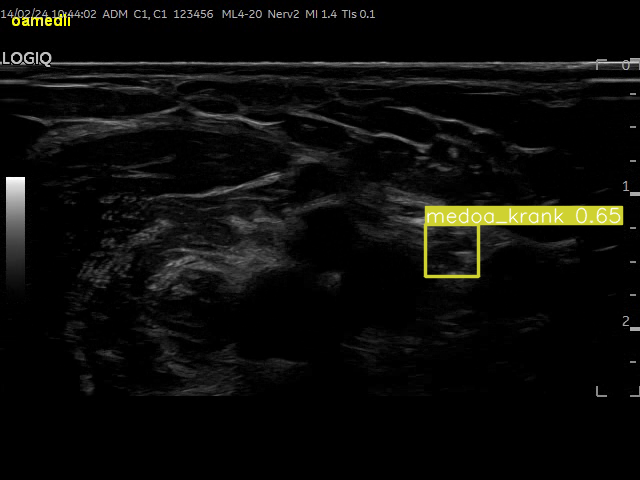 14/02/24 10:44:02 ADM C1, C1 123456 ML4-20 Nerv2 MI 1.4 TIs 0.1
oamedii
LOGIQ
0
1
medoa_krank 0.65
2